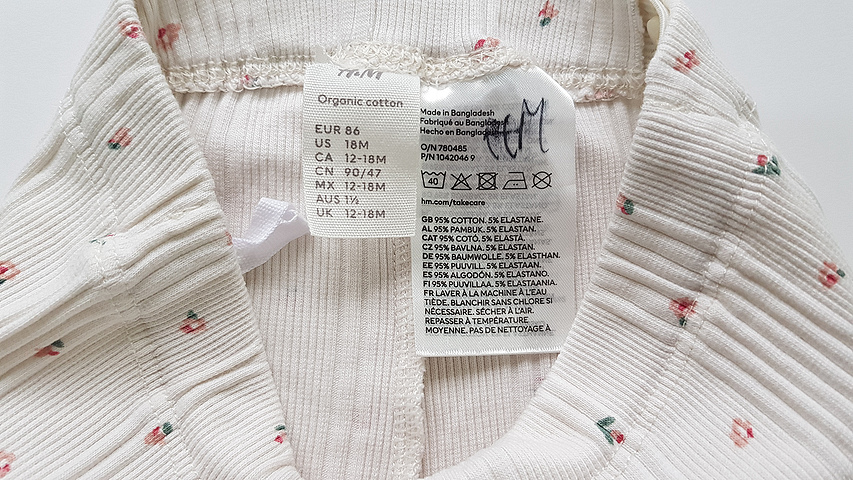 H&M
Organic cotton
EUR 86
US 18M
CA 12-18M
CN 90/47
MX 12-18M
AUS 1½
UK 12-18M
Made in Bangladesh
Fabriqué au
Hecho en
O/N 780485
P/N 1042046 9
40
hm.com/takecare
GB 95% COTTON. 5% ELASTANE.
AL 95% PAMBUK. 5% ELASTAN.
CAT 95% COTÓ. 5% ELASTÀ.
CZ 95% BAVLNA. 5% ELASTAN.
DE 95% BAUMWOLLE. 5% ELASTHAN.
EE 95% PUUVILL. 5% ELASTAAN.
ES 95% ALGODÓN. 5% ELASTANO.
FI 95% PUUVILLAA. 5% ELASTAANIA.
FR LAVER À LA MACHINE À L'EAU
TIÈDE. BLANCHIR SANS CHLORE SI
NÉCESSAIRE. SÉCHER À L'AIR.
REPASSER À TEMPÉRATURE
MOYENNE. PAS DE NETTOYAGE À